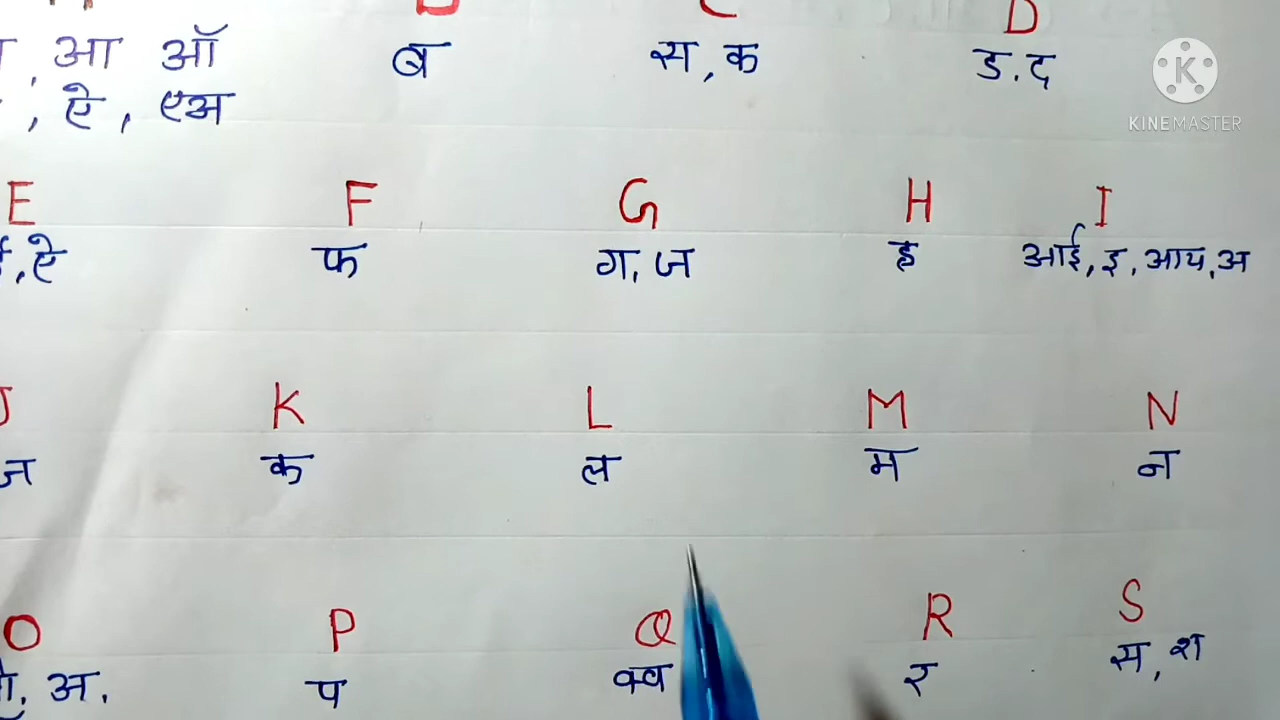 D
आ ऑ ब स, क ड. द
, ऐ, एअ
E F G H I
, ऐ फ ग, ज ह आई, इ, आय, अ
J K L M N
ज क ल म न
O P Q R S
अ. प क्व र स, श
K
KINEMASTER